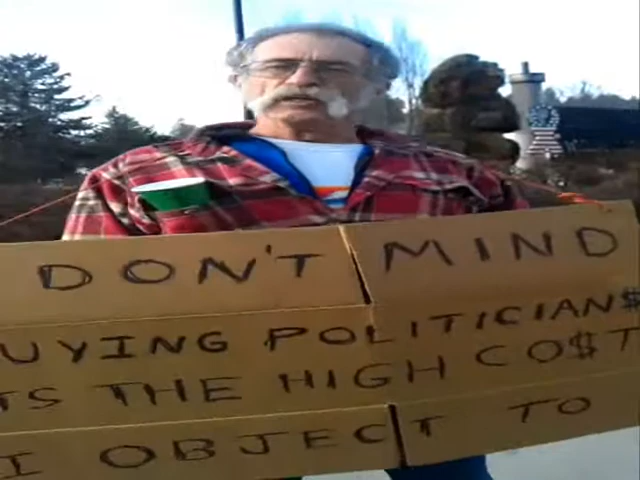 DON'T MIND
UYING POLITICIAN$
TS THE HIGH CO$T
I OBJECT TO